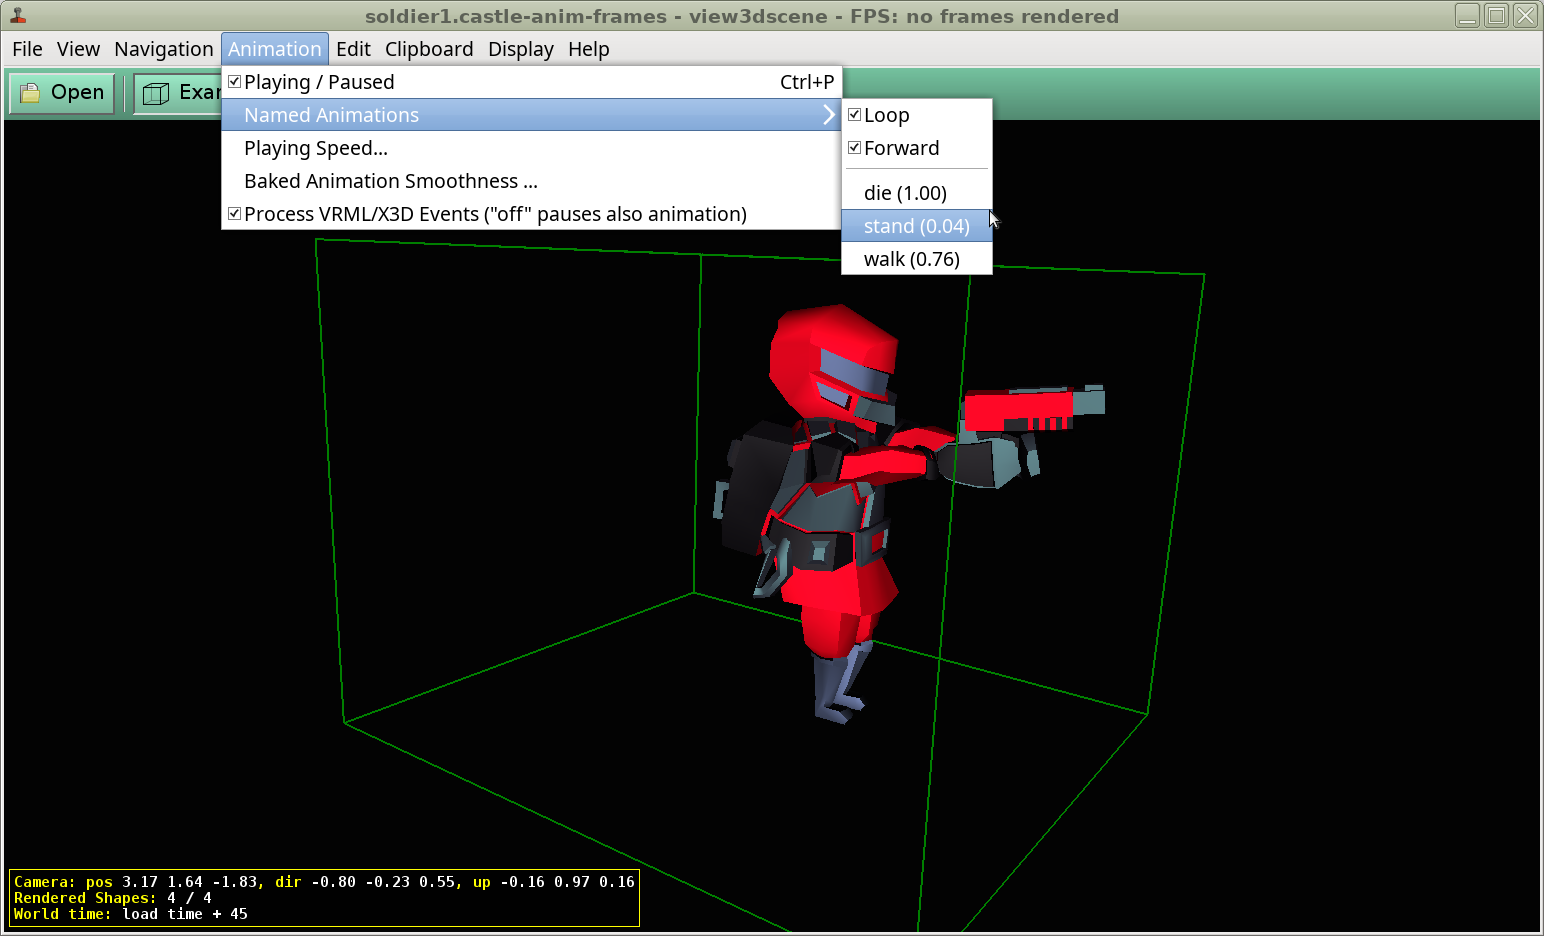 soldier1.castle-anim-frames - view3dscene - FPS: no frames rendered
File View Navigation Animation Edit Clipboard Display Help
Open Exar
Playing / Paused Ctrl+P
Named Animations
Playing Speed...
Baked Animation Smoothness ...
Process VRML/X3D Events ("off" pauses also animation)
Loop
Forward
die (1.00)
stand (0.04)
walk (0.76)
Camera: pos 3.17 1.64 -1.83, dir -0.80 -0.23 0.55, up -0.16 0.97 0.16
Rendered Shapes: 4 / 4
World time: load time + 45